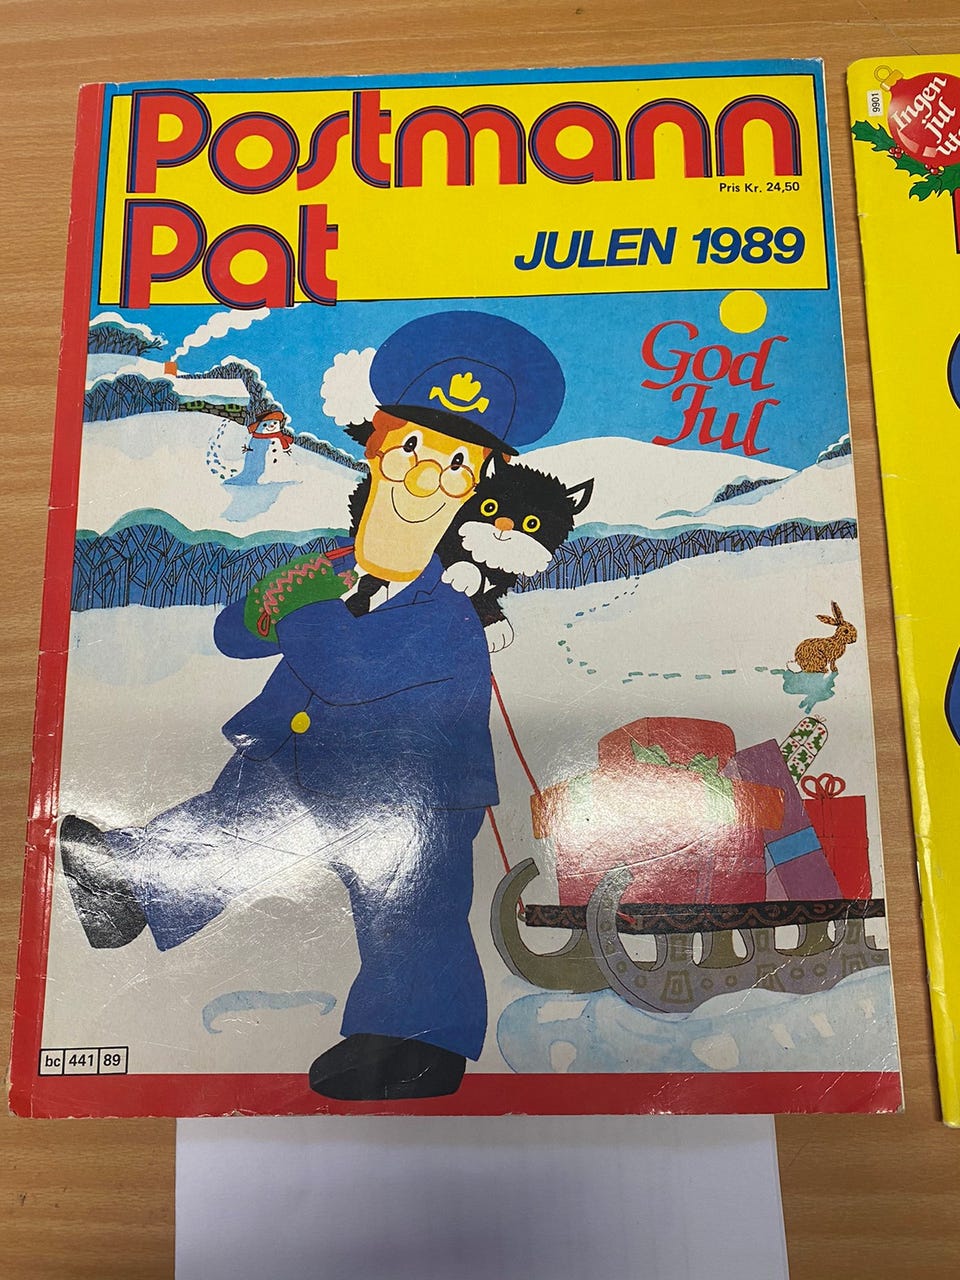 Postmann
Pat
Pris Kr. 24,50
JULEN 1989
God
Jul
bc 441 89
9901
Ingen
jul